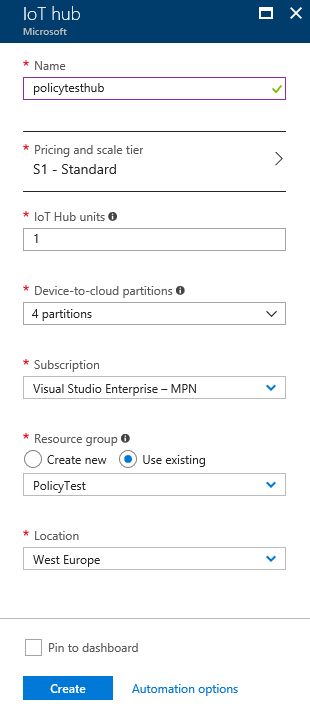 IoT hub
Microsoft
* Name
policytesthub
* Pricing and scale tier
S1 - Standard
* IoT Hub units
1
* Device-to-cloud partitions
4 partitions
* Subscription
Visual Studio Enterprise – MPN
* Resource group
Create new Use existing
PolicyTest
* Location
West Europe
Pin to dashboard
Create Automation options